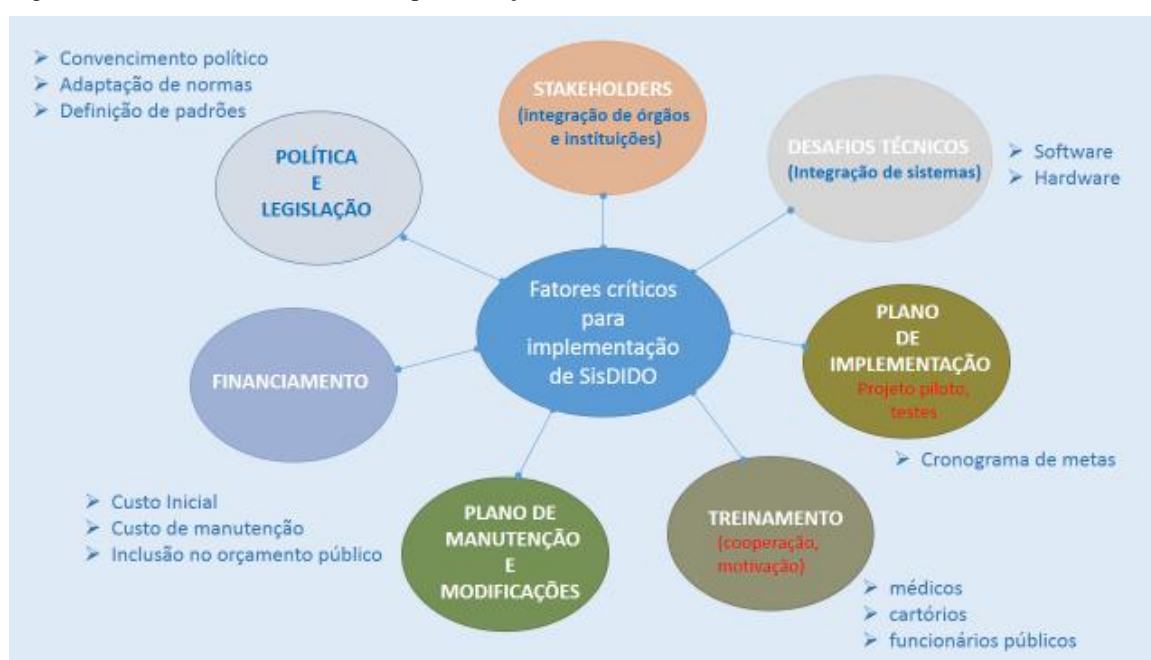 ➢ Convencimento político
➢ Adaptação de normas
➢ Definição de padrões
POLÍTICA
E
LEGISLAÇÃO
STAKEHOLDERS
(integração de órgãos
e instituições)
DESAFIOS TÉCNICOS
(Integração de sistemas)
➢ Software
➢ Hardware
Fatores críticos
para
implementação
de SisDIDO
FINANCIAMENTO
PLANO
DE
IMPLEMENTAÇÃO
Projeto piloto,
testes
➢ Cronograma de metas
➢ Custo Inicial
➢ Custo de manutenção
➢ Inclusão no orçamento público
PLANO DE
MANUTENÇÃO
E
MODIFICAÇÕES
TREINAMENTO
(cooperação,
motivação)
➢ médicos
➢ cartórios
➢ funcionários públicos